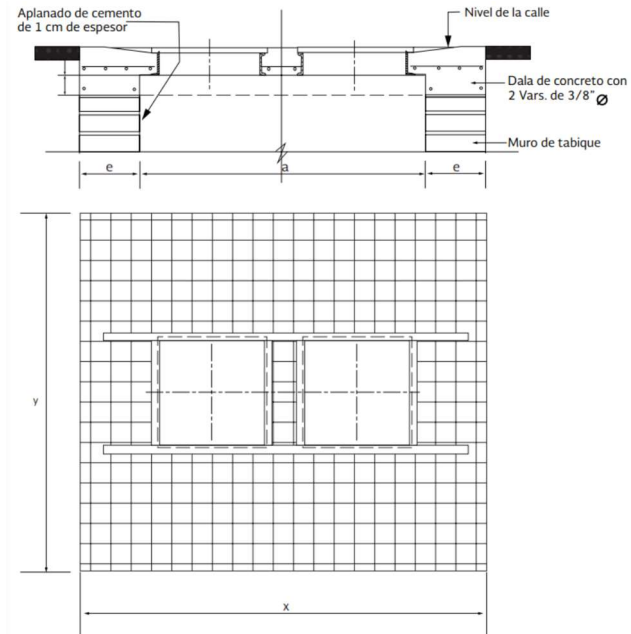 Aplanado de cemento
de 1 cm de espesor
Nivel de la calle
Dala de concreto con
2 Vars. de 3/8" Ø
Muro de tabique
e
a
e
y
x